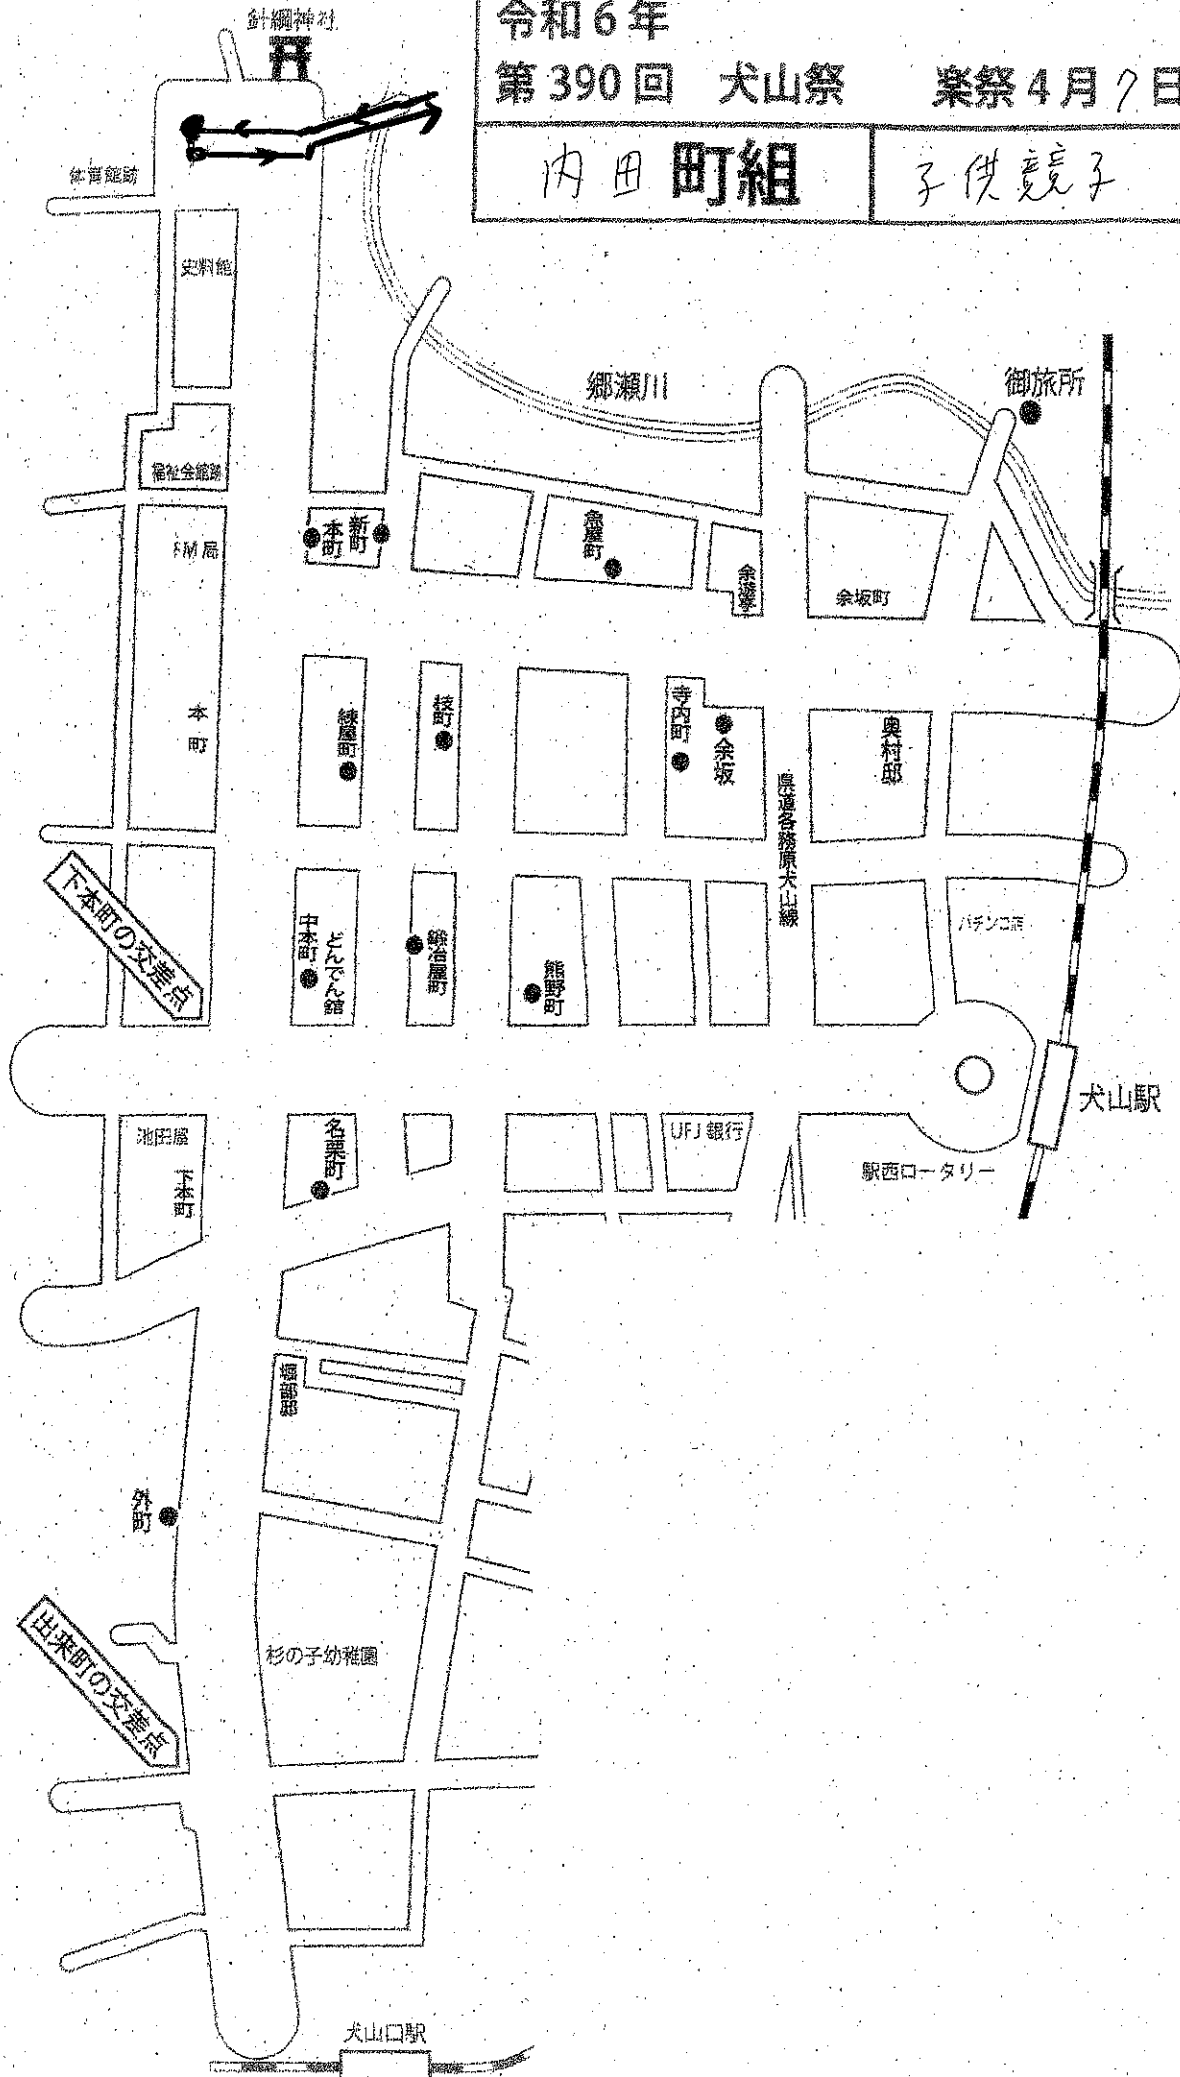 針綱神社
令和6年
第390回 犬山祭 楽祭4月7日
内田 町組
子供競子
体育館跡
史料館
郷瀬川
御旅所
福祉会館跡
FM局
本町
新町
魚屋町
余遊亭
余坂町
本町
練屋町
枝町
寺内町
余坂
奥村邸
県道各務原犬山線
下本町の交差点
中本町
どんでん館
鍛冶屋町
熊野町
パチンコ店
犬山駅
池田屋
下本町
名栗町
UFJ銀行
駅西ロータリー
堀部邸
外町
杉の子幼稚園
出来町の交差点
犬山口駅